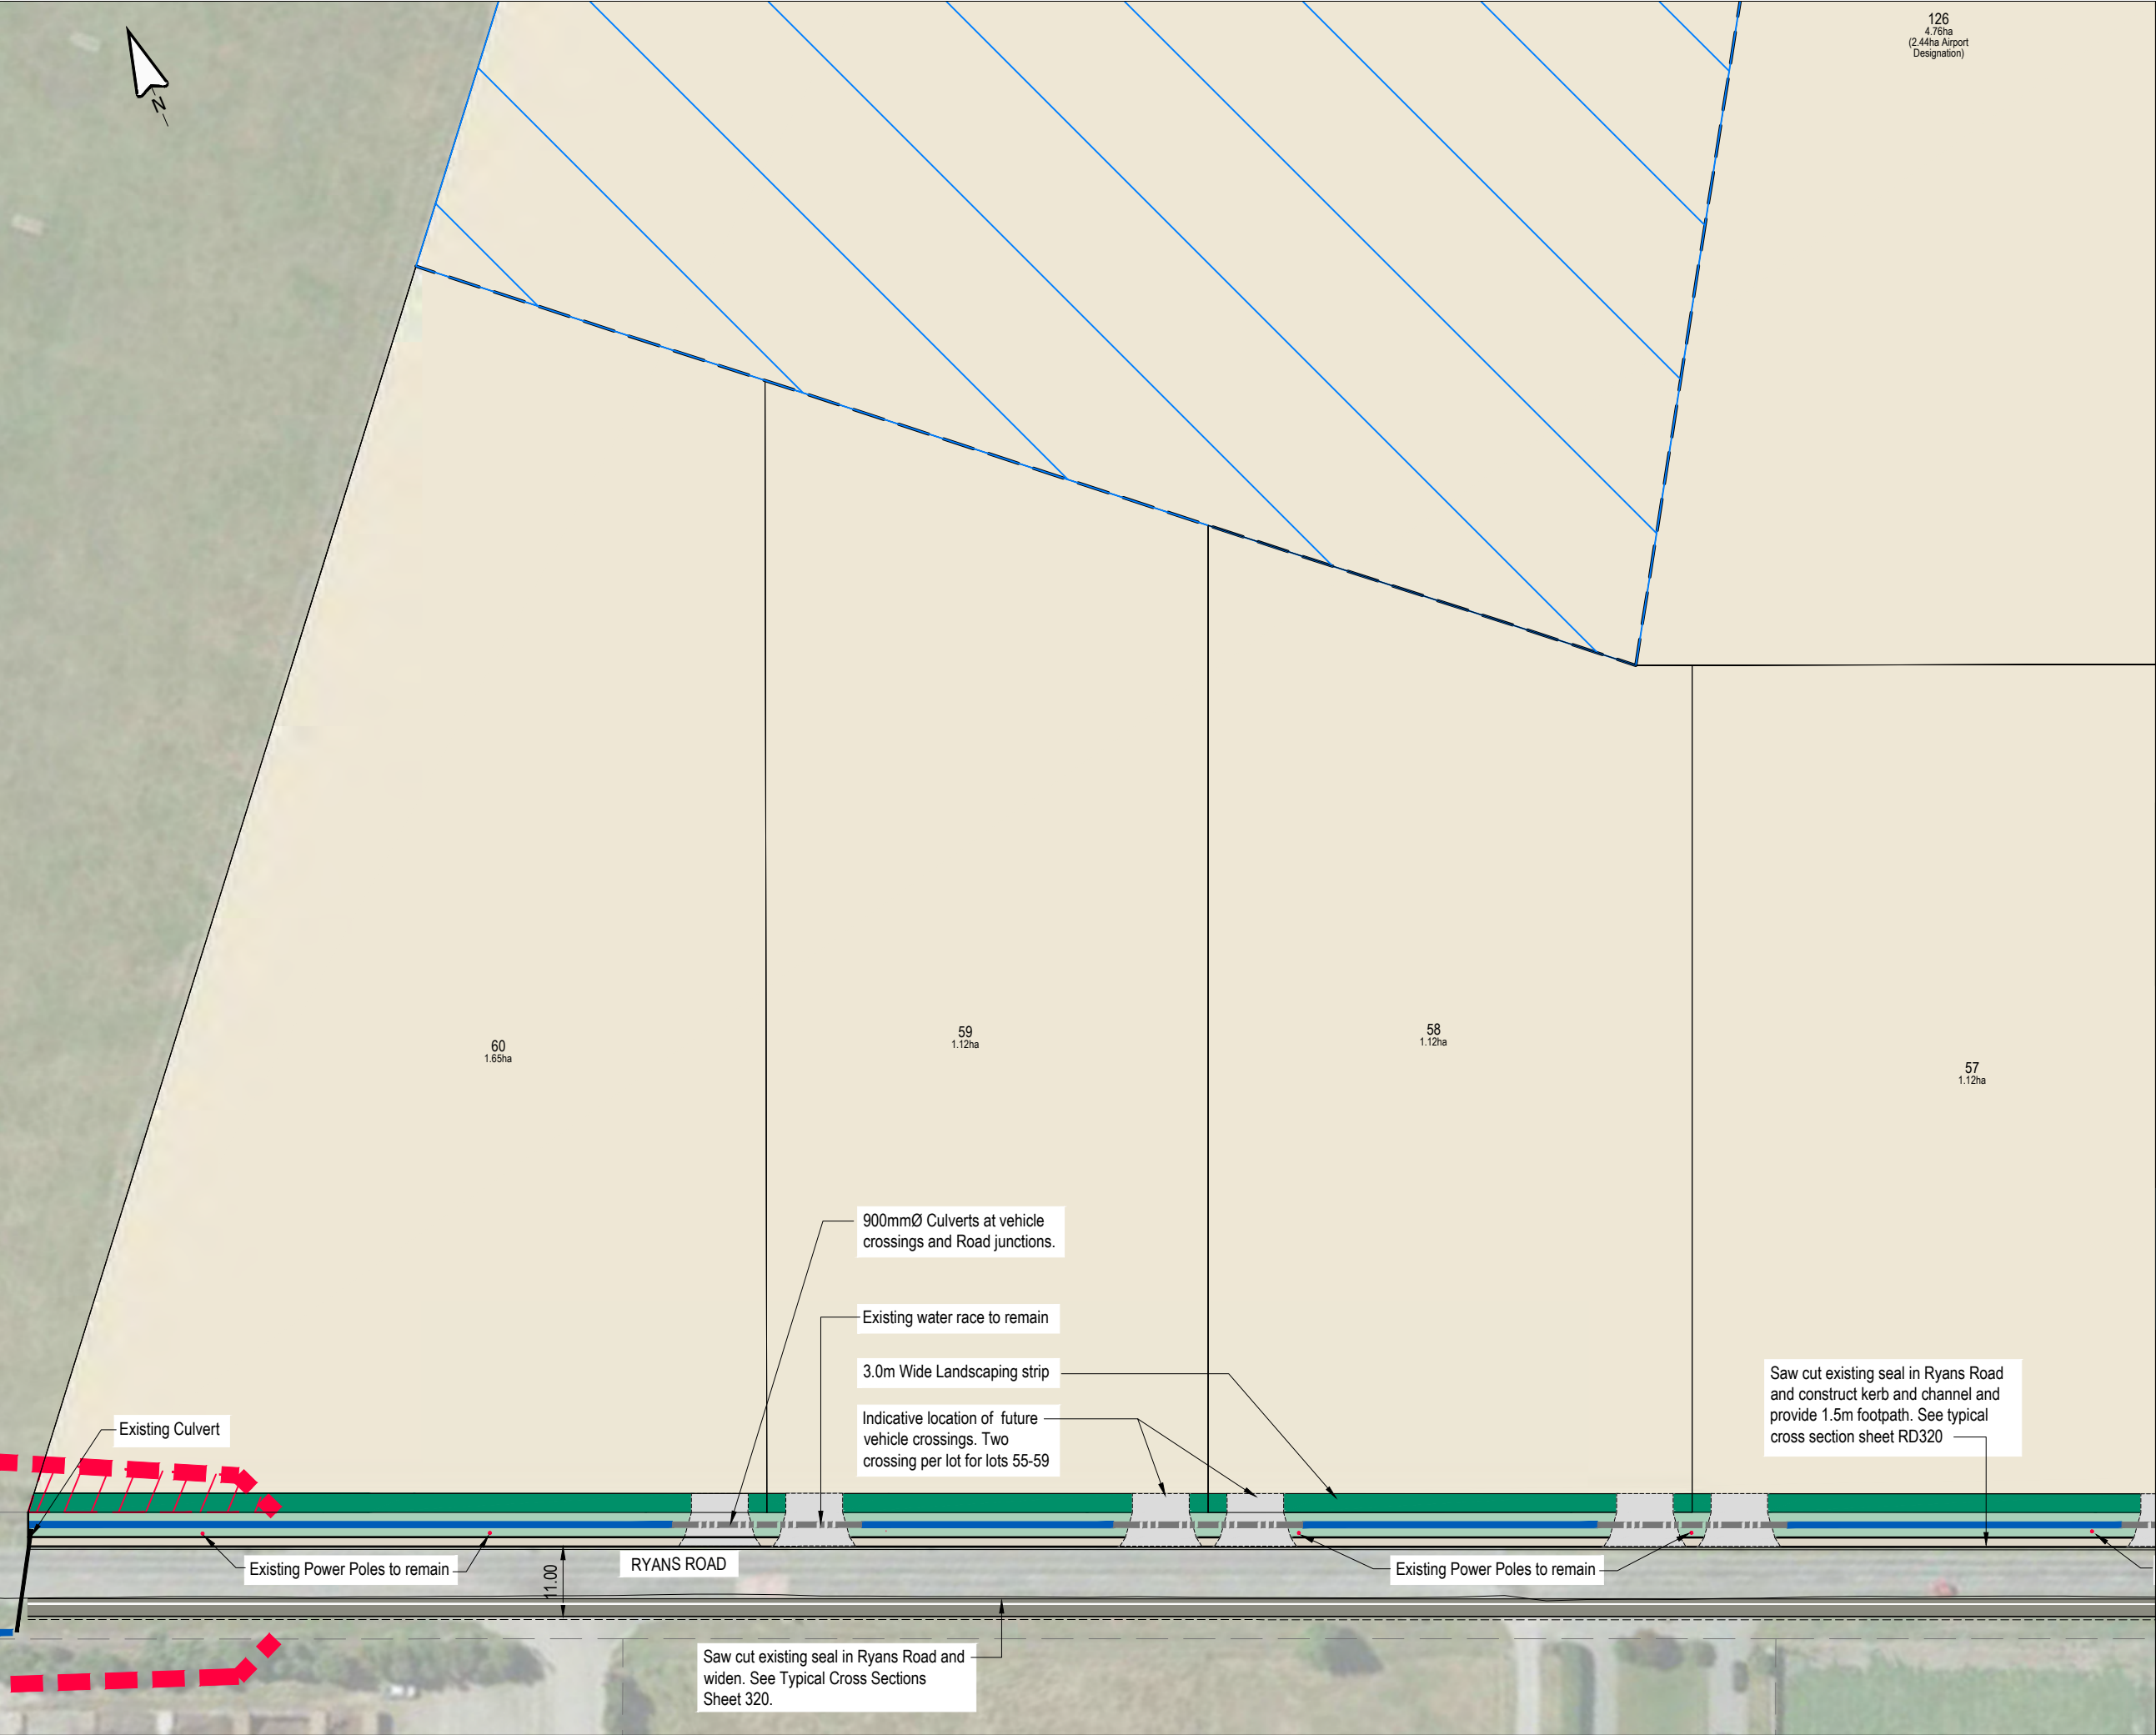 126
4.76ha
(2.44ha Airport
Designation)
N
60
1.65ha
59
1.12ha
58
1.12ha
57
1.12ha
900mmØ Culverts at vehicle
crossings and Road junctions.
Existing water race to remain
3.0m Wide Landscaping strip
Indicative location of future
vehicle crossings. Two
crossing per lot for lots 55-59
Saw cut existing seal in Ryans Road
and construct kerb and channel and
provide 1.5m footpath. See typical
cross section sheet RD320
Existing Culvert
Existing Power Poles to remain
11.00
RYANS ROAD
Existing Power Poles to remain
Saw cut existing seal in Ryans Road and
widen. See Typical Cross Sections
Sheet 320.